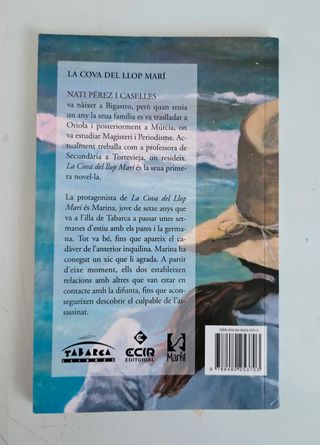 LA COVA DEL LLOP MARÍ
NATI PÉREZ I CASELLES
va nàixer a Bigastro, però quan tenia
un any la seua família es va traslladar a
Oriola i posteriorment a Múrcia, on
va estudiar Magisteri i Periodisme. Ac-
tualment treballa com a professora de
Secundària a Torrevieja, on resideix.
La Cova del llop Marí és la seua prime-
ra novel·la.
La protagonista de La Cova del Llop
Marí és Marina, jove de setze anys que
va a l'illa de Tabarca a passar unes set-
manes d'estiu amb els pares i la germa-
na. Tot va bé, fins que apareix el ca-
dàver de l'anterior inquilina. Marina ha
conegut un xic que li agrada. A partir
d'eixe moment, ells dos estableixen
relacions amb altres que van estar en
contacte amb la difunta, fins que acon-
segueixen descobrir el culpable de l'as-
sassinat.
TABARCA
LLIBRES
ECIR
EDITORIAL
Marfil
9 788480 253703